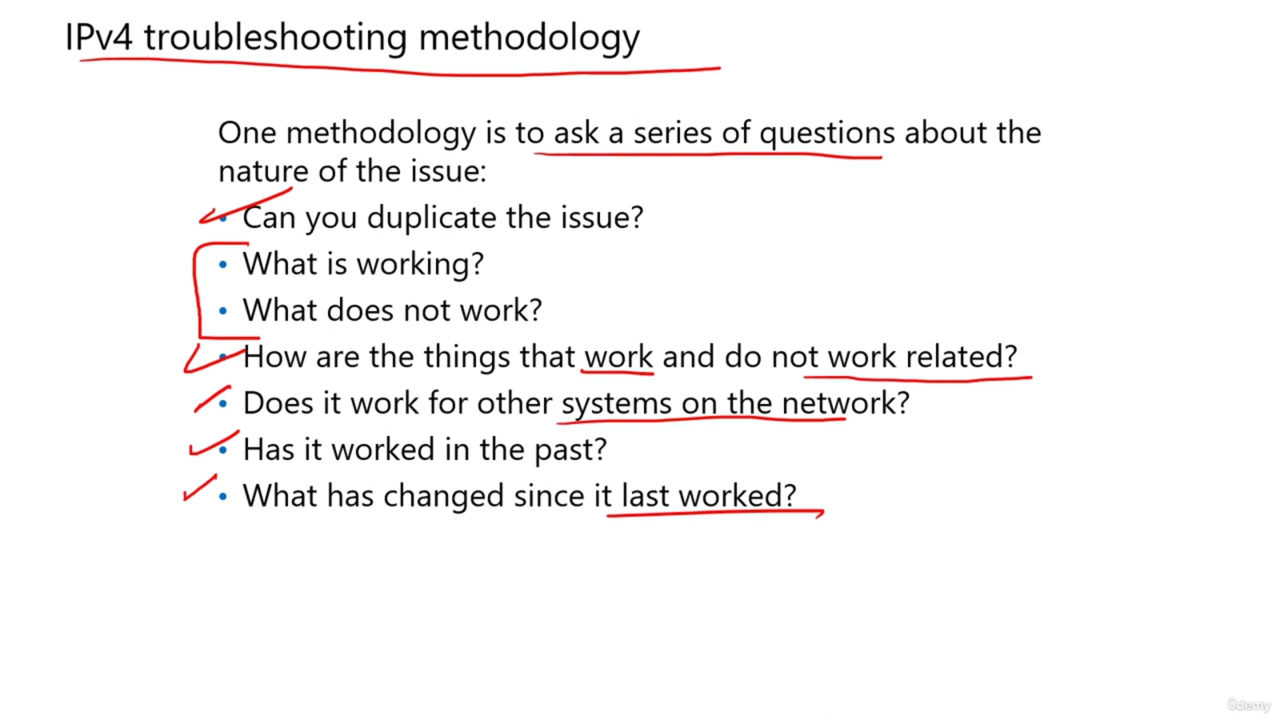 IPv4 troubleshooting methodology
One methodology is to ask a series of questions about the
nature of the issue:
• Can you duplicate the issue?
• What is working?
• What does not work?
• How are the things that work and do not work related?
• Does it work for other systems on the network?
• Has it worked in the past?
• What has changed since it last worked?
ûdemy